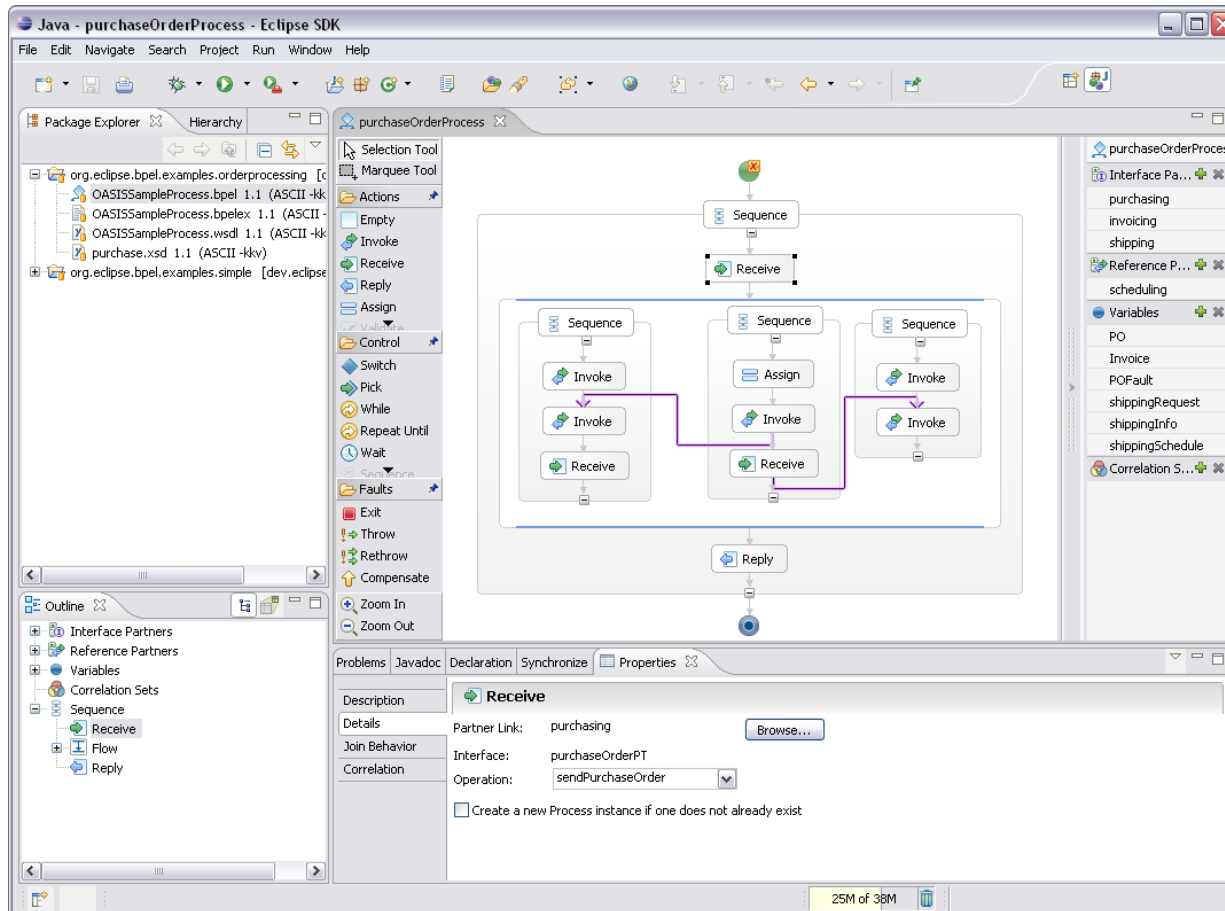 Java - purchaseOrderProcess - Eclipse SDK
File Edit Navigate Search Project Run Window Help
Package Explorer Hierarchy
org.eclipse.bpel.examples.orderprocessing [c
OASISSampleProcess.bpel 1.1 (ASCII -kk
OASISSampleProcess.bpelex 1.1 (ASCII -
OASISSampleProcess.wsdl 1.1 (ASCII -kk
purchase.xsd 1.1 (ASCII -kkv)
org.eclipse.bpel.examples.simple [dev.eclipse
purchaseOrderProcess
Selection Tool
Marquee Tool
Actions
Empty
Invoke
Receive
Reply
Assign
Validate
Control
Switch
Pick
While
Repeat Until
Wait
Sequence
Faults
Exit
Throw
Rethrow
Compensate
Zoom In
Zoom Out
Sequence
Receive
Sequence Sequence Sequence
Invoke Assign Invoke
Invoke Invoke Invoke
Receive Receive
Reply
purchaseOrderProces
Interface Pa...
purchasing
invoicing
shipping
Reference P...
scheduling
Variables
PO
Invoice
POFault
shippingRequest
shippingInfo
shippingSchedule
Correlation S...
Outline
Interface Partners
Reference Partners
Variables
Correlation Sets
Sequence
Receive
Flow
Reply
Problems Javadoc Declaration Synchronize Properties
Description
Details
Join Behavior
Correlation
Receive
Partner Link: purchasing Browse...
Interface: purchaseOrderPT
Operation: sendPurchaseOrder
Create a new Process instance if one does not already exist
25M of 38M